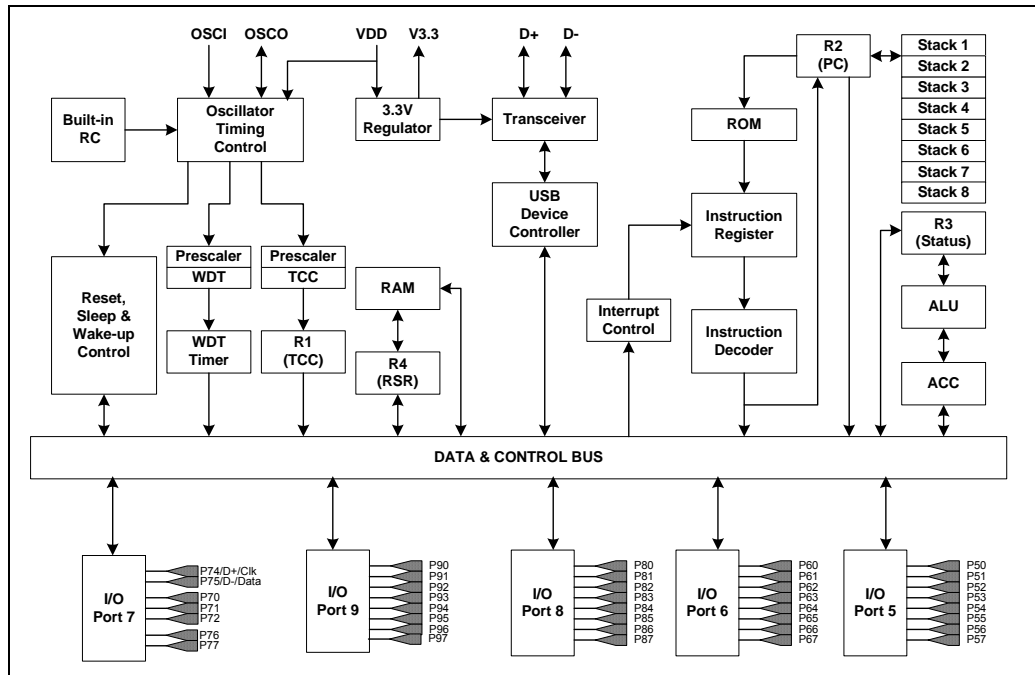 OSCI
OSCO
VDD
V3.3
D+
D-
R2
(PC)
Stack 1
Stack 2
Stack 3
Stack 4
Stack 5
Stack 6
Stack 7
Stack 8
Built-in
RC
Oscillator
Timing
Control
3.3V
Regulator
Transceiver
ROM
USB
Device
Controller
Instruction
Register
R3
(Status)
Prescaler
WDT
Prescaler
TCC
RAM
Reset,
Sleep &
Wake-up
Control
Interrupt
Control
ALU
WDT
Timer
R1
(TCC)
R4
(RSR)
Instruction
Decoder
ACC
DATA & CONTROL BUS
I/O
Port 7
P74/D+/Clk
P75/D-/Data
P70
P71
P72
P76
P77
I/O
Port 9
P90
P91
P92
P93
P94
P95
P96
P97
I/O
Port 8
P80
P81
P82
P83
P84
P85
P86
P87
I/O
Port 6
P60
P61
P62
P63
P64
P65
P66
P67
I/O
Port 5
P50
P51
P52
P53
P54
P55
P56
P57